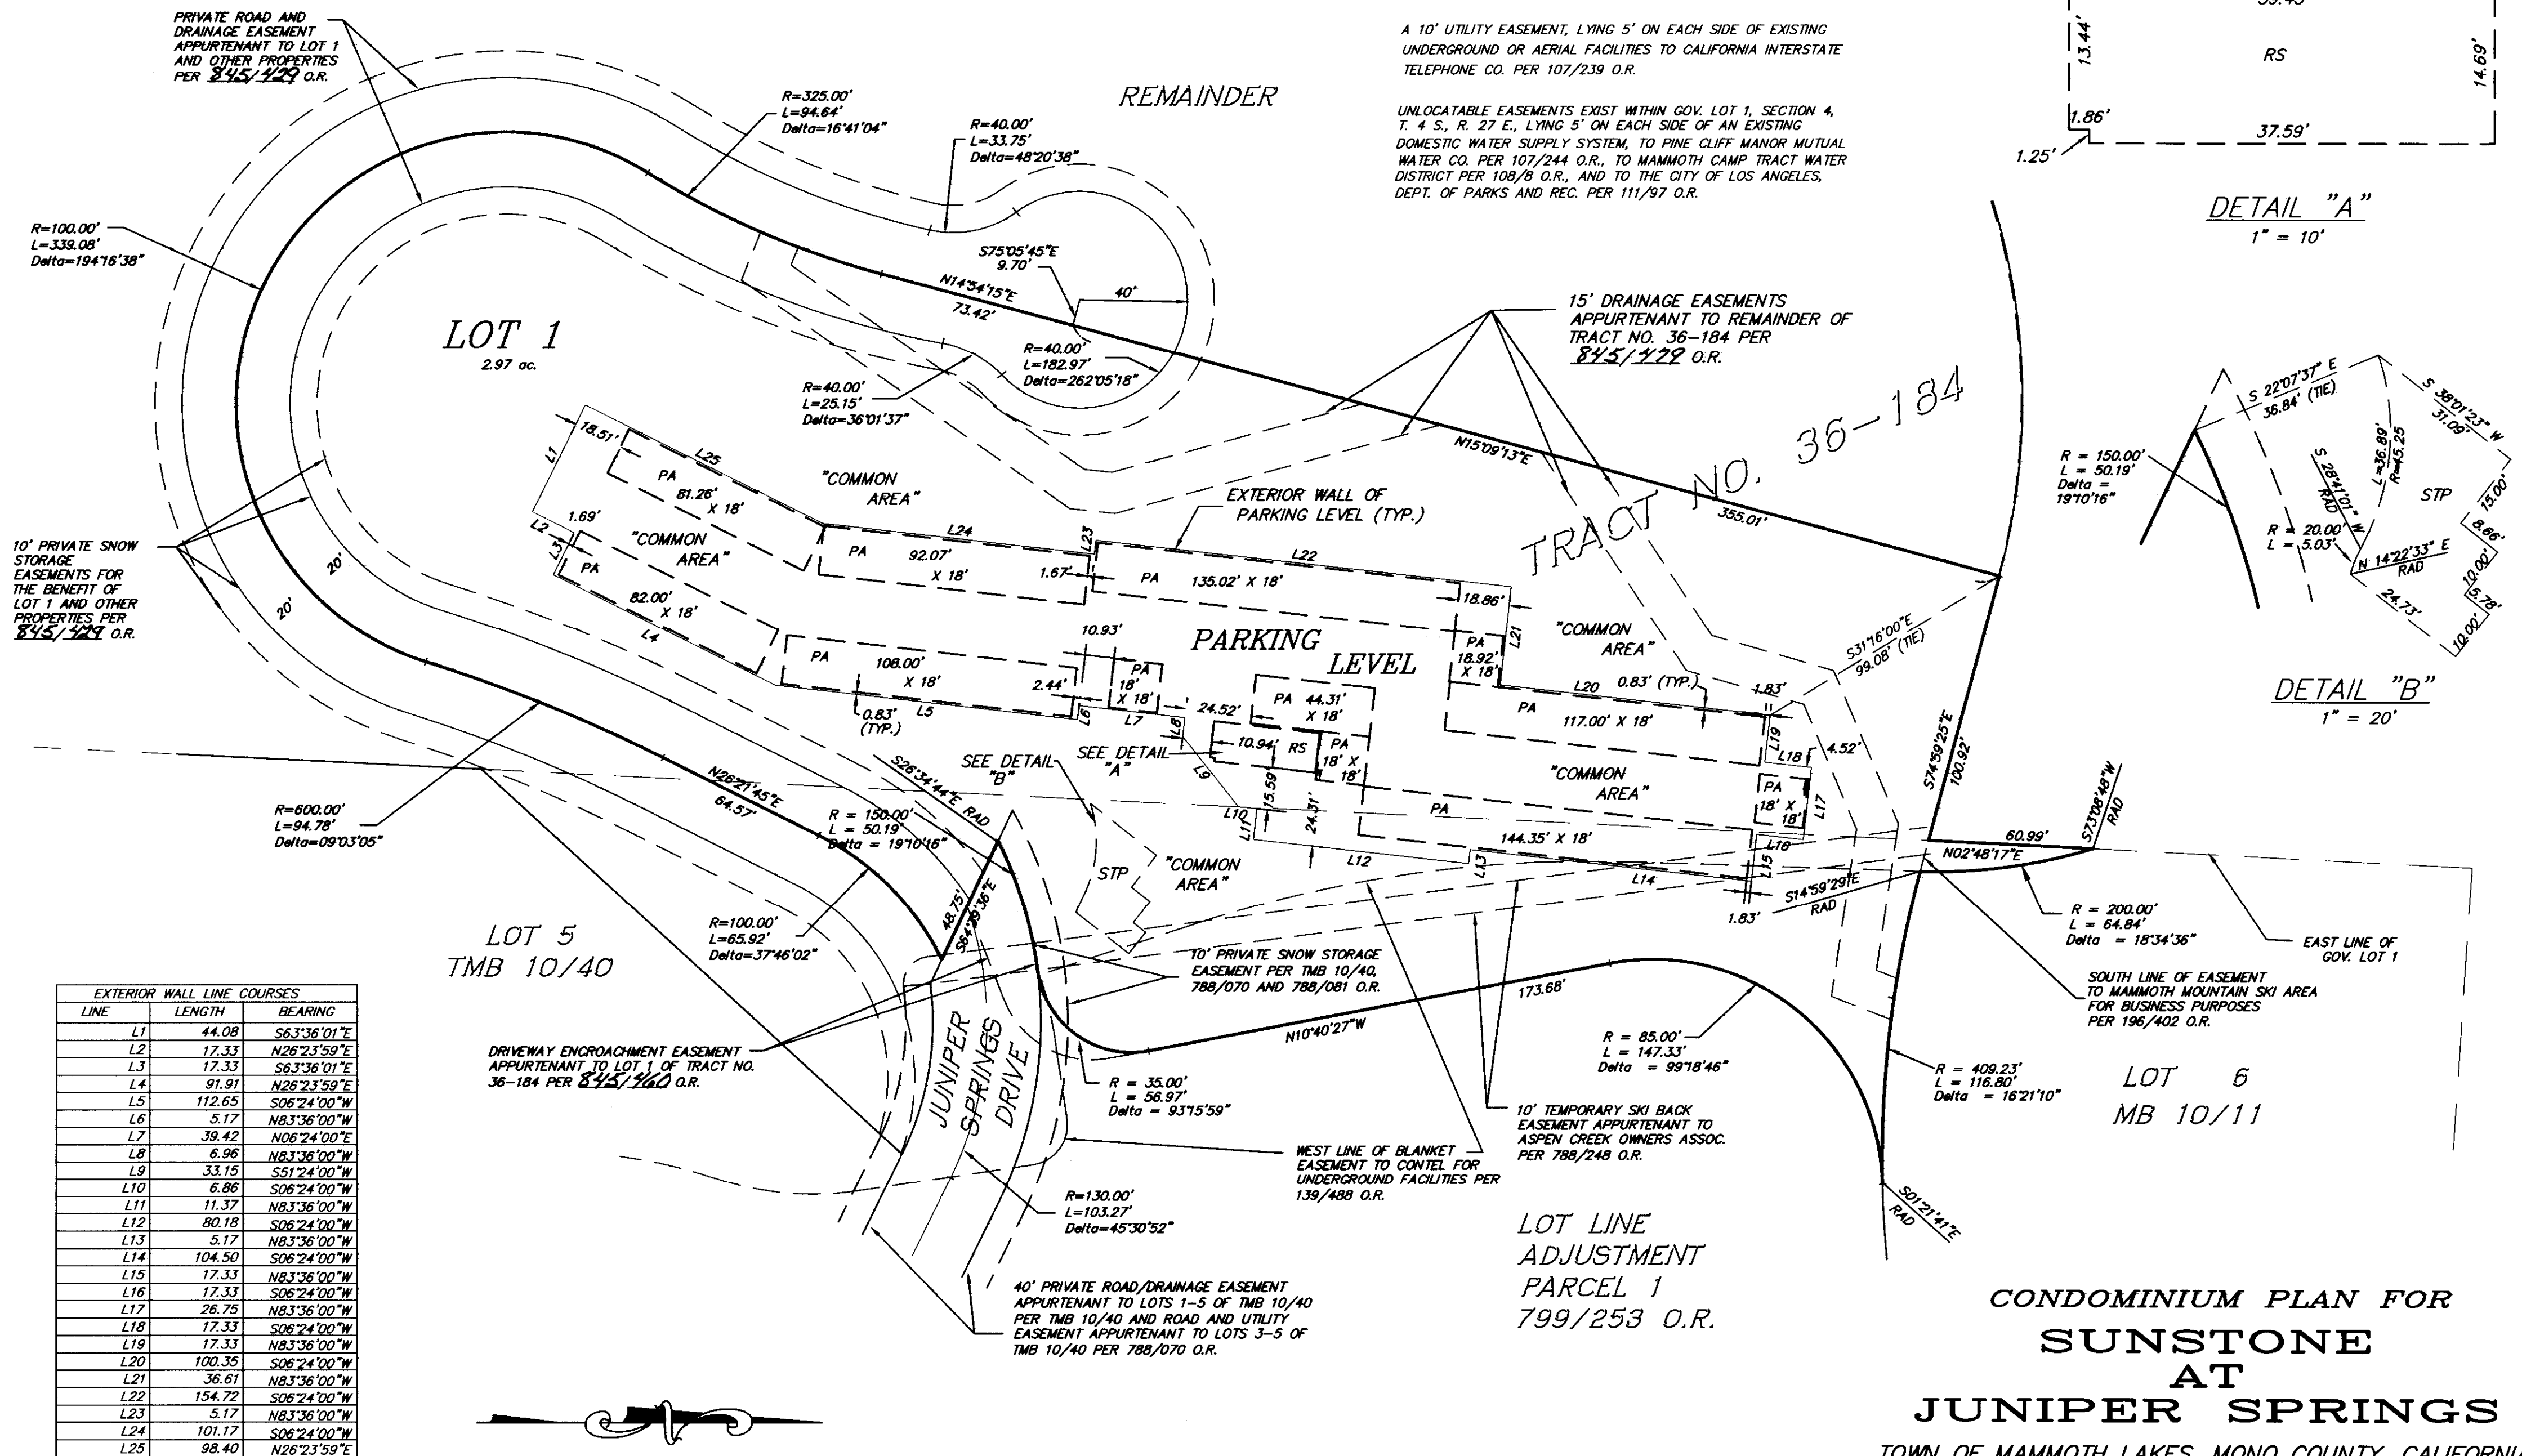 PRIVATE ROAD AND
DRAINAGE EASEMENT
APPURTENANT TO LOT 1
AND OTHER PROPERTIES
PER 845/429 O.R.
R=325.00'
L=94.64'
Delta=16°41'04"
R=40.00'
L=33.75'
Delta=48°20'38"
REMAINDER
A 10' UTILITY EASEMENT, LYING 5' ON EACH SIDE OF EXISTING
UNDERGROUND OR AERIAL FACILITIES TO CALIFORNIA INTERSTATE
TELEPHONE CO. PER 107/239 O.R.
UNLOCATABLE EASEMENTS EXIST WITHIN GOV. LOT 1, SECTION 4,
T. 4 S., R. 27 E., LYING 5' ON EACH SIDE OF AN EXISTING
DOMESTIC WATER SUPPLY SYSTEM, TO PINE CLIFF MANOR MUTUAL
WATER CO. PER 107/244 O.R., TO MAMMOTH CAMP TRACT WATER
DISTRICT PER 108/8 O.R., AND TO THE CITY OF LOS ANGELES,
DEPT. OF PARKS AND REC. PER 111/97 O.R.
13.44'
RS
14.69'
1.86'
37.59'
1.25'
DETAIL "A"
1" = 10'
R=100.00'
L=339.08'
Delta=194°16'38"
S75°05'45"E
9.70'
40'
N14°54'15"E
73.42'
LOT 1
2.97 ac.
R=40.00'
L=182.97'
Delta=262°05'18"
R=40.00'
L=25.15'
Delta=36°01'37"
15' DRAINAGE EASEMENTS
APPURTENANT TO REMAINDER OF
TRACT NO. 36-184 PER
845/429 O.R.
TRACT NO. 36-184
N15°09'13"E
355.01'
S 22°07'37" E
36.84' (TIE)
S 38°01'23" W
31.09'
R = 150.00'
L = 50.19'
Delta =
19°10'16"
S 28°41'01" W
RAD
L=36.89'
R=45.25
STP
15.00'
8.66'
10.00'
5.78'
10.00'
R = 20.00'
L = 5.03'
N 14°22'33" E
RAD
24.73'
DETAIL "B"
1" = 20'
10' PRIVATE SNOW
STORAGE
EASEMENTS FOR
THE BENEFIT OF
LOT 1 AND OTHER
PROPERTIES PER
845/429 O.R.
20'
20'
18.51'
L1
L25
PA
81.26'
X 18'
"COMMON
AREA"
L2
1.69'
L3
PA
"COMMON
AREA"
82.00'
X 18'
L4
L24
PA
92.07'
X 18'
L23
1.67'
EXTERIOR WALL OF
PARKING LEVEL (TYP.)
L22
PA
135.02' X 18'
18.86'
L21
PARKING
LEVEL
PA
18.92'
X 18'
"COMMON
AREA"
L20
0.83' (TYP.)
1.83'
S31°16'00"E
99.08' (TIE)
PA
117.00' X 18'
L19
L18
4.52'
PA
108.00'
X 18'
0.83'
(TYP.)
L5
2.44'
L6
10.93'
PA
18'
X 18'
L7
L8
24.52'
PA 44.31'
X 18'
10.94'
RS
PA
18' X
18'
SEE DETAIL
"B"
SEE DETAIL
"A"
L9
L10
L11
15.59'
24.31'
L12
PA
"COMMON
AREA"
PA
18' X
18'
L17
L16
L15
144.35' X 18'
L13
L14
1.83'
S14°59'29"E
RAD
S74°59'25"E
100.92'
S73°08'48"W
RAD
60.99'
N02°48'17"E
STP
"COMMON
AREA"
R=600.00'
L=94.78'
Delta=09°03'05"
N26°21'45"E
64.57'
S26°34'44"E RAD
R = 150.00'
L = 50.19'
Delta = 19°10'16"
48.75'
S64°39'36"E
R=100.00'
L=65.92'
Delta=37°46'02"
LOT 5
TMB 10/40
R = 200.00'
L = 64.84'
Delta = 18°34'36"
EAST LINE OF
GOV. LOT 1
SOUTH LINE OF EASEMENT
TO MAMMOTH MOUNTAIN SKI AREA
FOR BUSINESS PURPOSES
PER 196/402 O.R.
10' PRIVATE SNOW STORAGE
EASEMENT PER TMB 10/40,
788/070 AND 788/081 O.R.
173.68'
N10°40'27"W
R = 85.00'
L = 147.33'
Delta = 99°18'46"
R = 409.23'
L = 116.80'
Delta = 16°21'10"
LOT 6
MB 10/11
DRIVEWAY ENCROACHMENT EASEMENT
APPURTENANT TO LOT 1 OF TRACT NO.
36-184 PER 845/460 O.R.
JUNIPER
SPRINGS
DRIVE
R = 35.00'
L = 56.97'
Delta = 93°15'59"
10' TEMPORARY SKI BACK
EASEMENT APPURTENANT TO
ASPEN CREEK OWNERS ASSOC.
PER 788/248 O.R.
WEST LINE OF BLANKET
EASEMENT TO CONTEL FOR
UNDERGROUND FACILITIES PER
139/488 O.R.
R=130.00'
L=103.27'
Delta=45°30'52"
S01°21'41"E
RAD
LOT LINE
ADJUSTMENT
PARCEL 1
799/253 O.R.
40' PRIVATE ROAD/DRAINAGE EASEMENT
APPURTENANT TO LOTS 1-5 OF TMB 10/40
PER TMB 10/40 AND ROAD AND UTILITY
EASEMENT APPURTENANT TO LOTS 3-5 OF
TMB 10/40 PER 788/070 O.R.
EXTERIOR WALL LINE COURSES
LINE LENGTH BEARING
L1 44.08 S63°36'01"E
L2 17.33 N26°23'59"E
L3 17.33 S63°36'01"E
L4 91.91 N26°23'59"E
L5 112.65 S06°24'00"W
L6 5.17 N83°36'00"W
L7 39.42 N06°24'00"E
L8 6.96 N83°36'00"W
L9 33.15 S51°24'00"W
L10 6.86 S06°24'00"W
L11 11.37 N83°36'00"W
L12 80.18 S06°24'00"W
L13 5.17 N83°36'00"W
L14 104.50 S06°24'00"W
L15 17.33 N83°36'00"W
L16 17.33 S06°24'00"W
L17 26.75 N83°36'00"W
L18 17.33 S06°24'00"W
L19 17.33 N83°36'00"W
L20 100.35 S06°24'00"W
L21 36.61 N83°36'00"W
L22 154.72 S06°24'00"W
L23 5.17 N83°36'00"W
L24 101.17 S06°24'00"W
L25 98.40 N26°23'59"E
N
CONDOMINIUM PLAN FOR
SUNSTONE
AT
JUNIPER SPRINGS
TOWN OF MAMMOTH LAKES, MONO COUNTY, CALIFORNIA